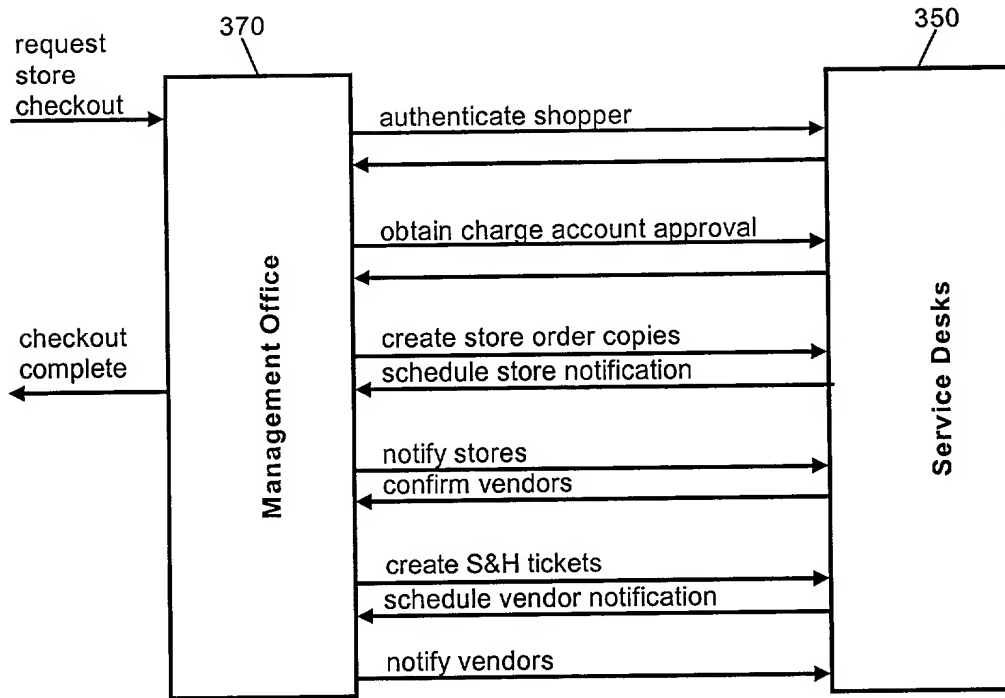 370
350
request
store
checkout
authenticate shopper
obtain charge account approval
checkout
complete
create store order copies
schedule store notification
notify stores
confirm vendors
create S&H tickets
schedule vendor notification
notify vendors
Management Office
Service Desks